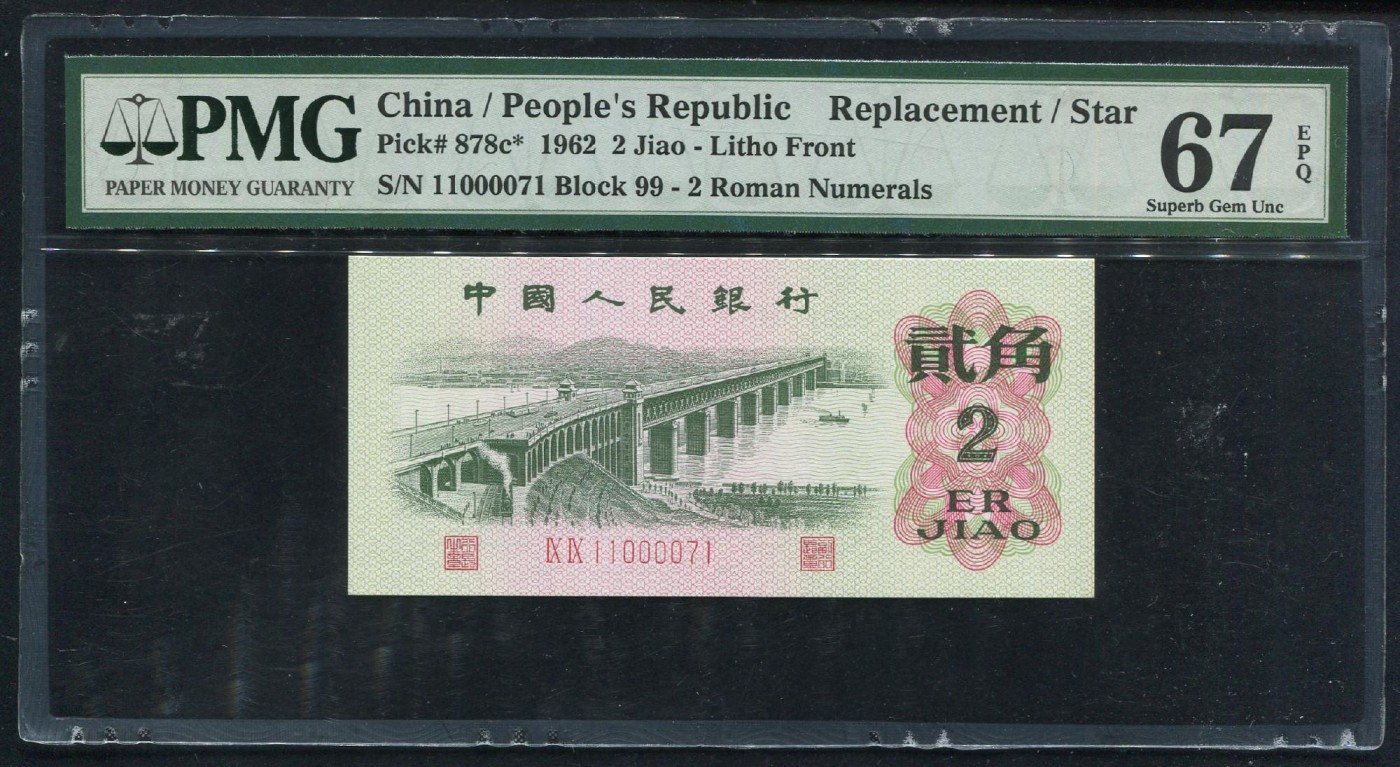 PMG
PAPER MONEY GUARANTY
China / People's Republic Replacement / Star
Pick# 878c* 1962 2 Jiao - Litho Front
S/N 11000071 Block 99 - 2 Roman Numerals
67 EPQ
Superb Gem Unc
中國人民銀行
貳角
2
ER
JIAO
IX IX 11000071